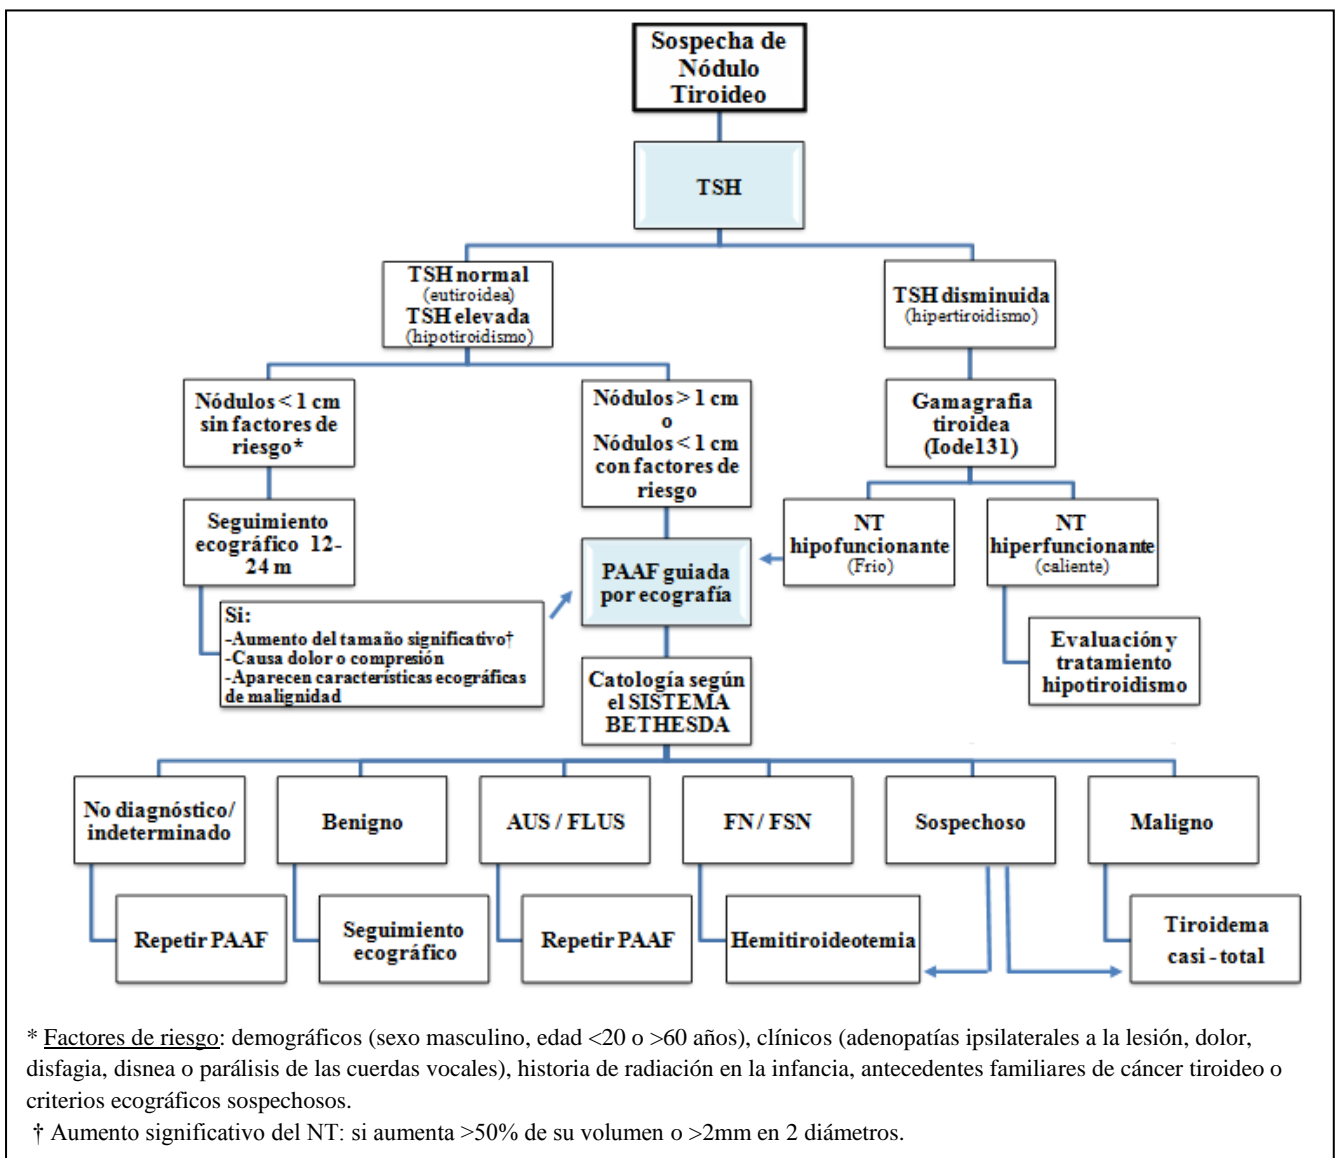 Sospecha de
Nódulo
Tiroideo
TSH
TSH normal
(eutiroidea)
TSH elevada
(hipotiroidismo)
TSH disminuida
(hipertiroidismo)
Nódulos < 1 cm
sin factores de
riesgo*
Nódulos > 1 cm
o
Nódulos < 1 cm
con factores de
riesgo
Gamagrafia
tiroidea
(Iode131)
Seguimiento
ecográfico 12-
24 m
NT
hipofuncionante
(Frio)
NT
hiperfuncionante
(caliente)
PAAF guiada
por ecografía
Si:
-Aumento del tamaño significativo†
-Causa dolor o compresión
-Aparecen características ecográficas
de malignidad
Evaluación y
tratamiento
hipotiroidismo
Catología según
el SISTEMA
BETHESDA
No diagnóstico/
indeterminado
Benigno
AUS / FLUS
FN / FSN
Sospechoso
Maligno
Repetir PAAF
Seguimiento
ecográfico
Repetir PAAF
Hemitiroideotemia
Tiroidema
casi - total
* Factores de riesgo: demográficos (sexo masculino, edad <20 o >60 años), clínicos (adenopatías ipsilaterales a la lesión, dolor,
disfagia, disnea o parálisis de las cuerdas vocales), historia de radiación en la infancia, antecedentes familiares de cáncer tiroideo o
criterios ecográficos sospechosos.
† Aumento significativo del NT: si aumenta >50% de su volumen o >2mm en 2 diámetros.